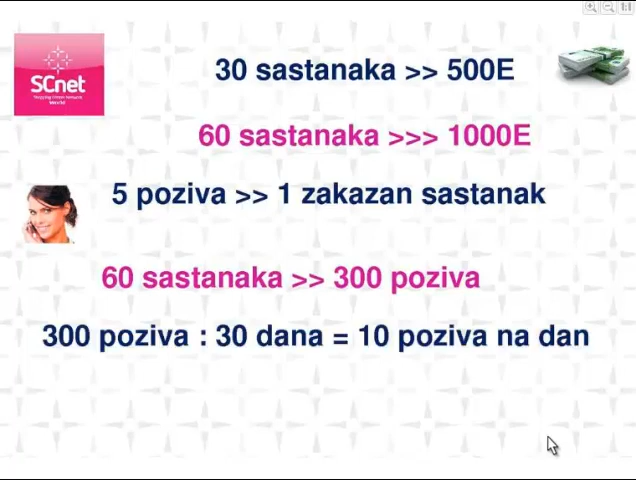 SCnet
30 sastanaka >> 500E
60 sastanaka >>> 1000E
5 poziva >> 1 zakazan sastanak
60 sastanaka >> 300 poziva
300 poziva : 30 dana = 10 poziva na dan